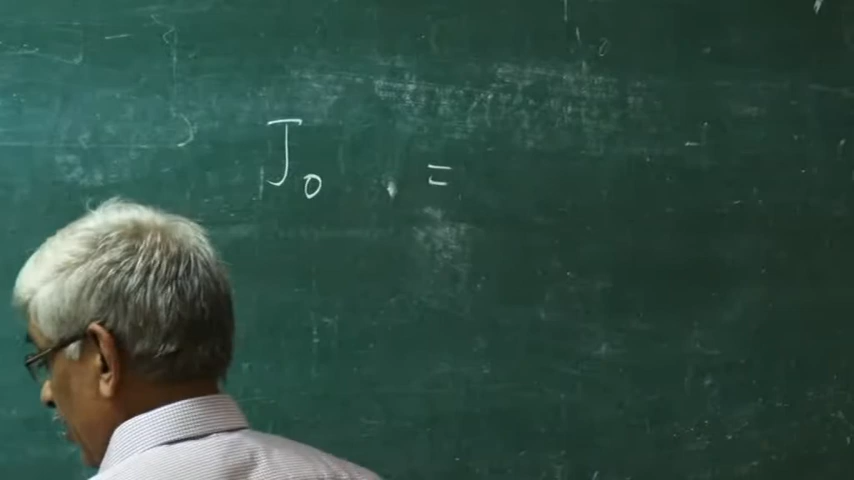 J₀ =